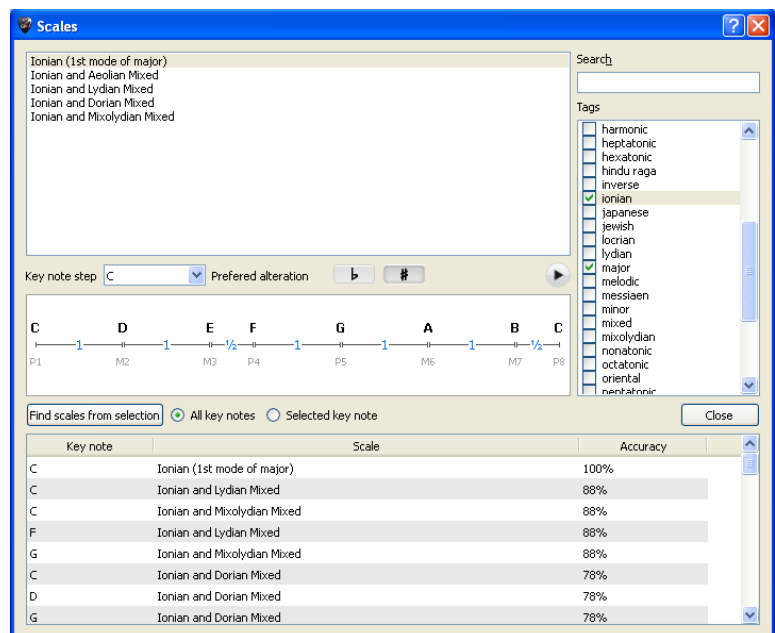 Scales
Ionian (1st mode of major)
Ionian and Aeolian Mixed
Ionian and Lydian Mixed
Ionian and Dorian Mixed
Ionian and Mixolydian Mixed
Search
Tags
harmonic
heptatonic
hexatonic
hindu raga
inverse
ionian
japanese
jewish
locrian
lydian
major
melodic
messiaen
minor
mixed
mixolydian
nonatonic
octatonic
oriental
pentatonic
Key note step C Prefered alteration ♭ #
C D E F G A B C
1 1 ½ 1 1 1 ½
P1 M2 M3 P4 P5 M6 M7 P8
Find scales from selection All key notes Selected key note Close
Key note Scale Accuracy
C Ionian (1st mode of major) 100%
C Ionian and Lydian Mixed 88%
C Ionian and Mixolydian Mixed 88%
F Ionian and Lydian Mixed 88%
G Ionian and Mixolydian Mixed 88%
C Ionian and Dorian Mixed 78%
D Ionian and Dorian Mixed 78%
G Ionian and Dorian Mixed 78%